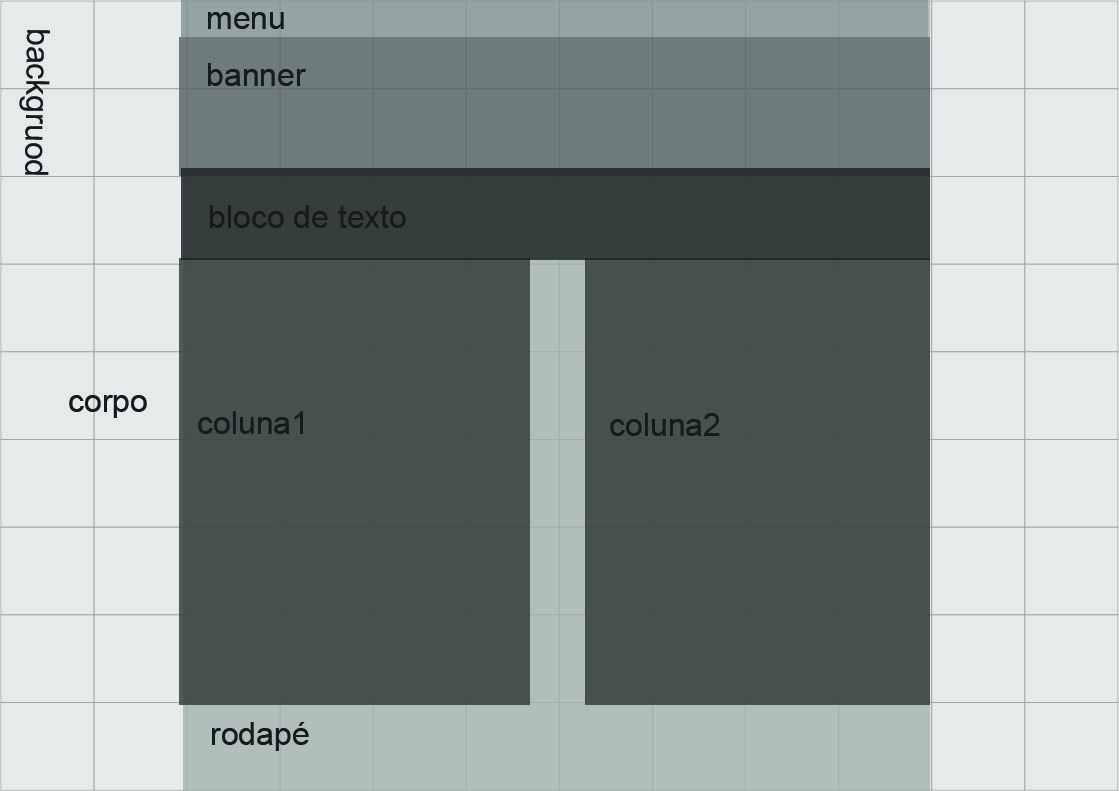 menu
backgruod
banner
bloco de texto
corpo
coluna1
coluna2
rodapé